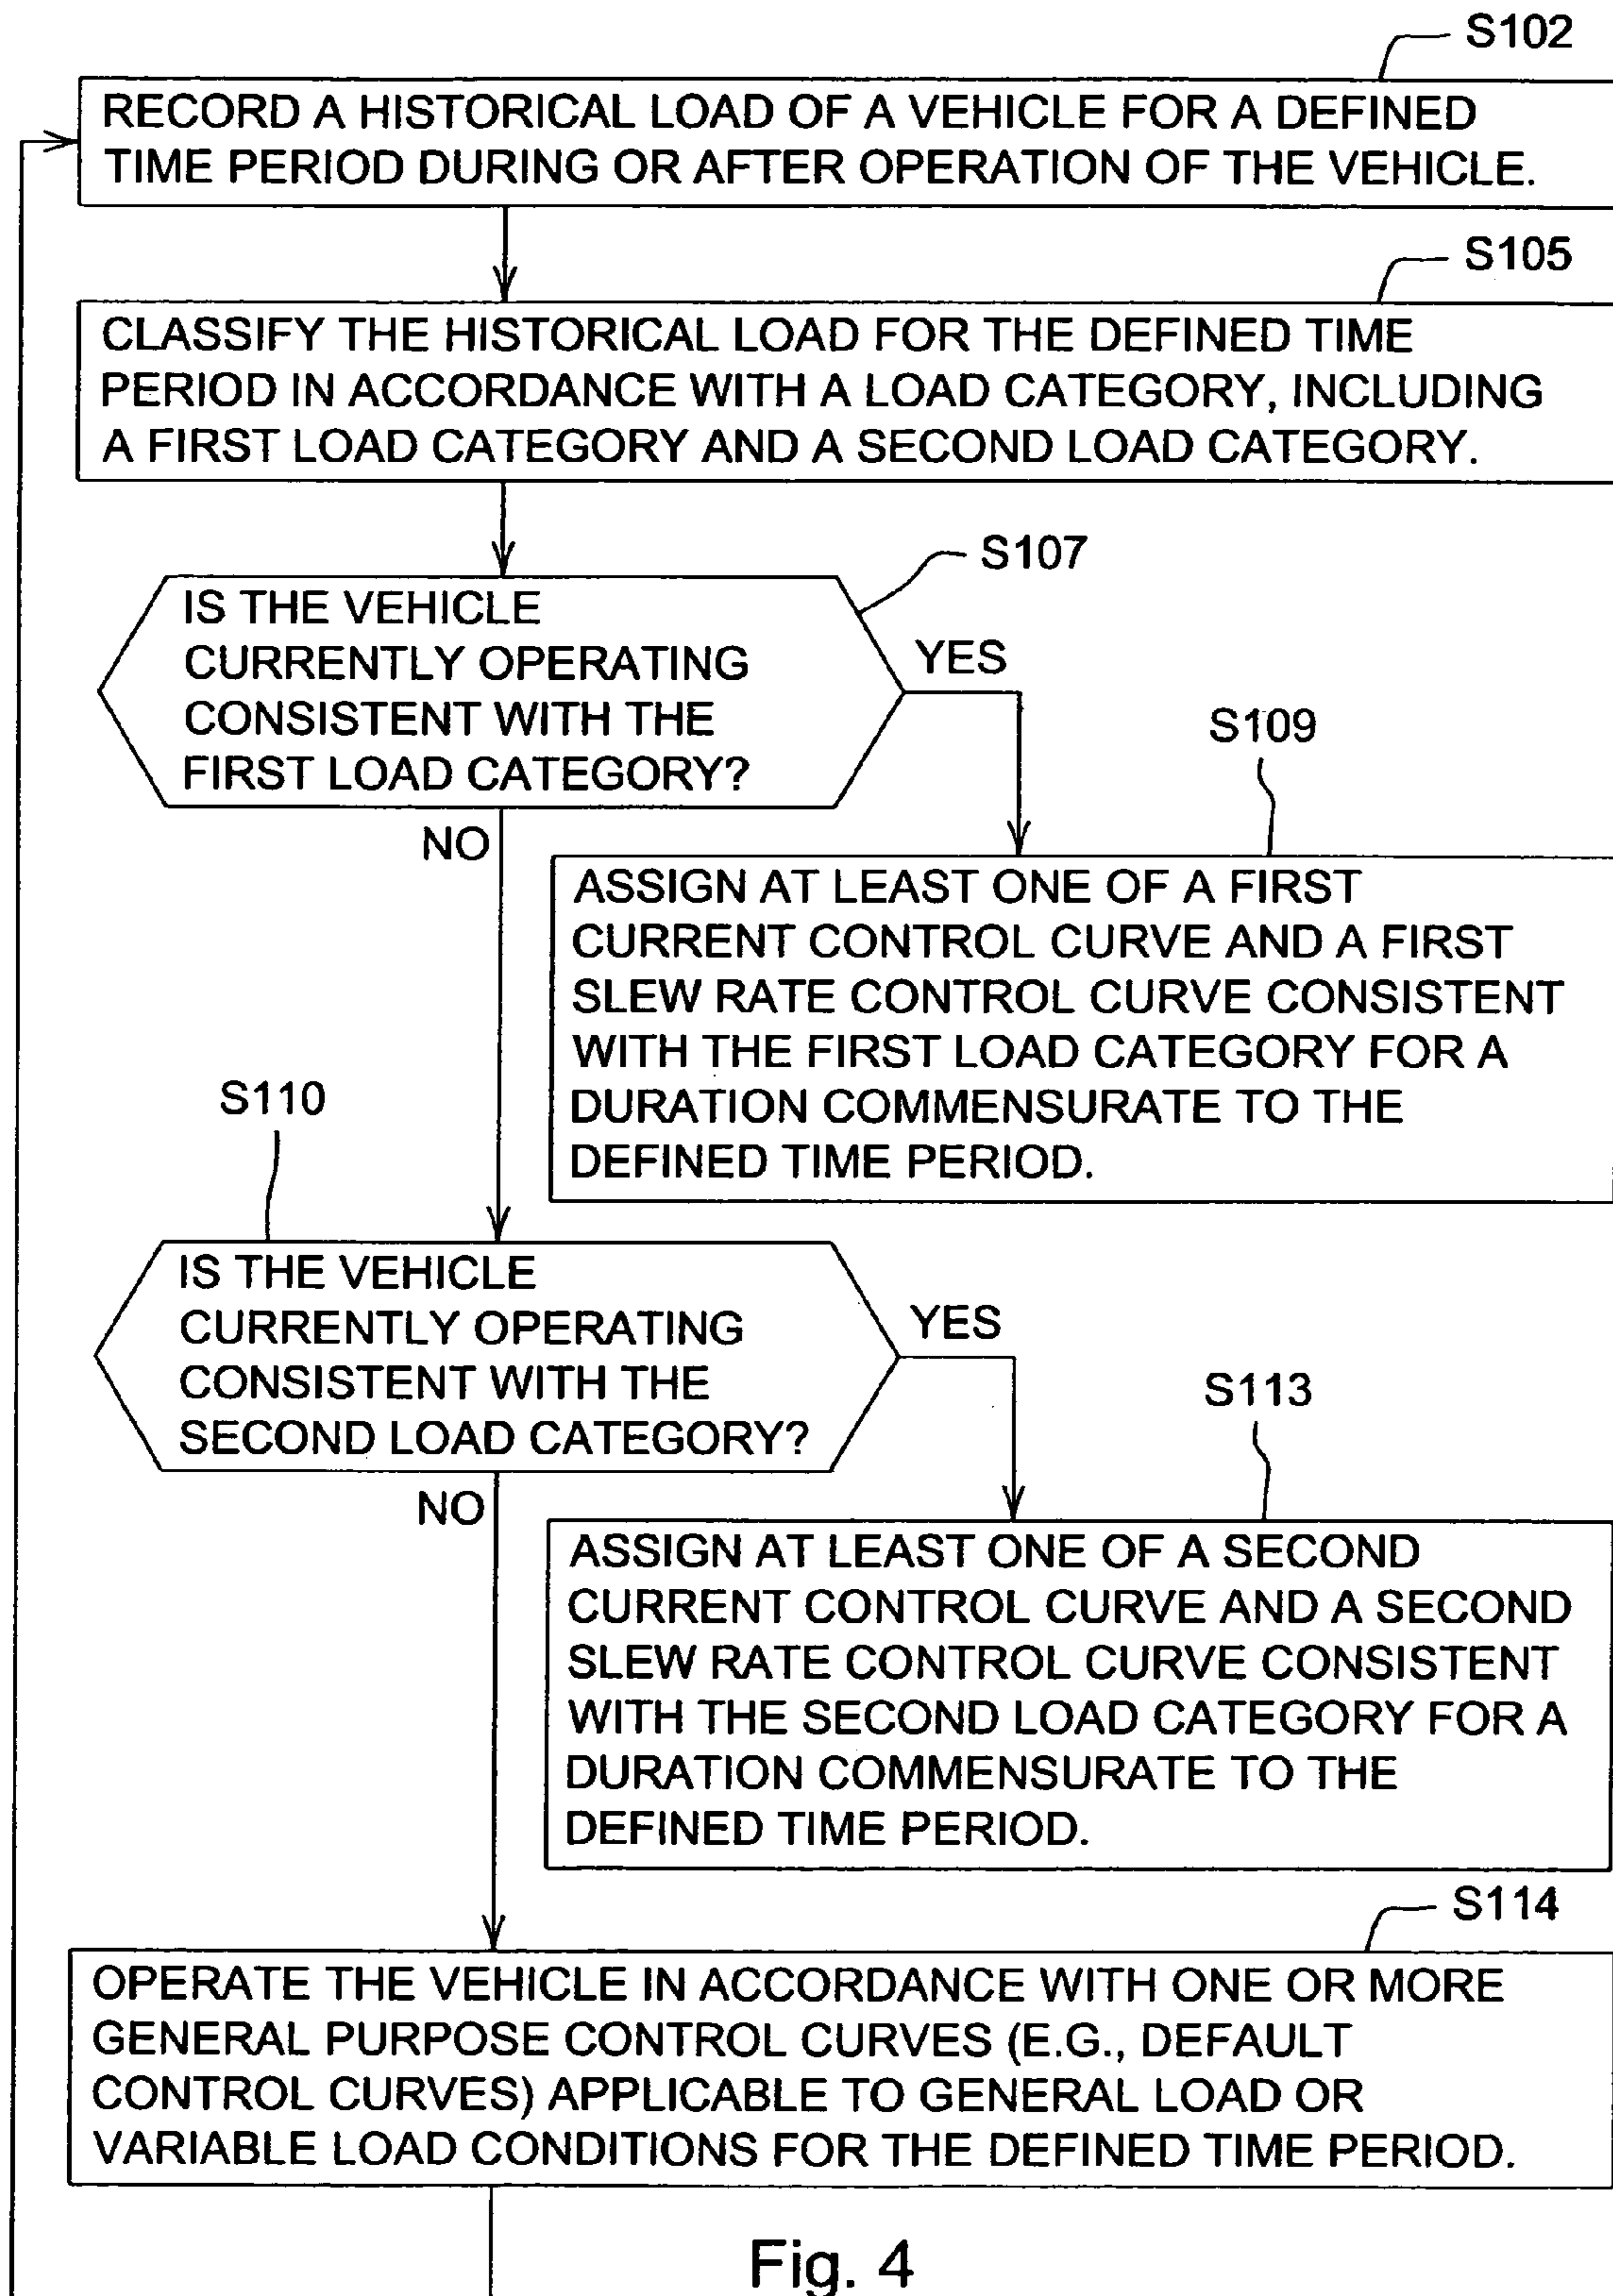 S102
RECORD A HISTORICAL LOAD OF A VEHICLE FOR A DEFINED
TIME PERIOD DURING OR AFTER OPERATION OF THE VEHICLE.
S105
CLASSIFY THE HISTORICAL LOAD FOR THE DEFINED TIME
PERIOD IN ACCORDANCE WITH A LOAD CATEGORY, INCLUDING
A FIRST LOAD CATEGORY AND A SECOND LOAD CATEGORY.
S107
IS THE VEHICLE
CURRENTLY OPERATING
CONSISTENT WITH THE
FIRST LOAD CATEGORY?
YES
NO
S109
ASSIGN AT LEAST ONE OF A FIRST
CURRENT CONTROL CURVE AND A FIRST
SLEW RATE CONTROL CURVE CONSISTENT
WITH THE FIRST LOAD CATEGORY FOR A
DURATION COMMENSURATE TO THE
DEFINED TIME PERIOD.
S110
IS THE VEHICLE
CURRENTLY OPERATING
CONSISTENT WITH THE
SECOND LOAD CATEGORY?
YES
NO
S113
ASSIGN AT LEAST ONE OF A SECOND
CURRENT CONTROL CURVE AND A SECOND
SLEW RATE CONTROL CURVE CONSISTENT
WITH THE SECOND LOAD CATEGORY FOR A
DURATION COMMENSURATE TO THE
DEFINED TIME PERIOD.
S114
OPERATE THE VEHICLE IN ACCORDANCE WITH ONE OR MORE
GENERAL PURPOSE CONTROL CURVES (E.G., DEFAULT
CONTROL CURVES) APPLICABLE TO GENERAL LOAD OR
VARIABLE LOAD CONDITIONS FOR THE DEFINED TIME PERIOD.
Fig. 4